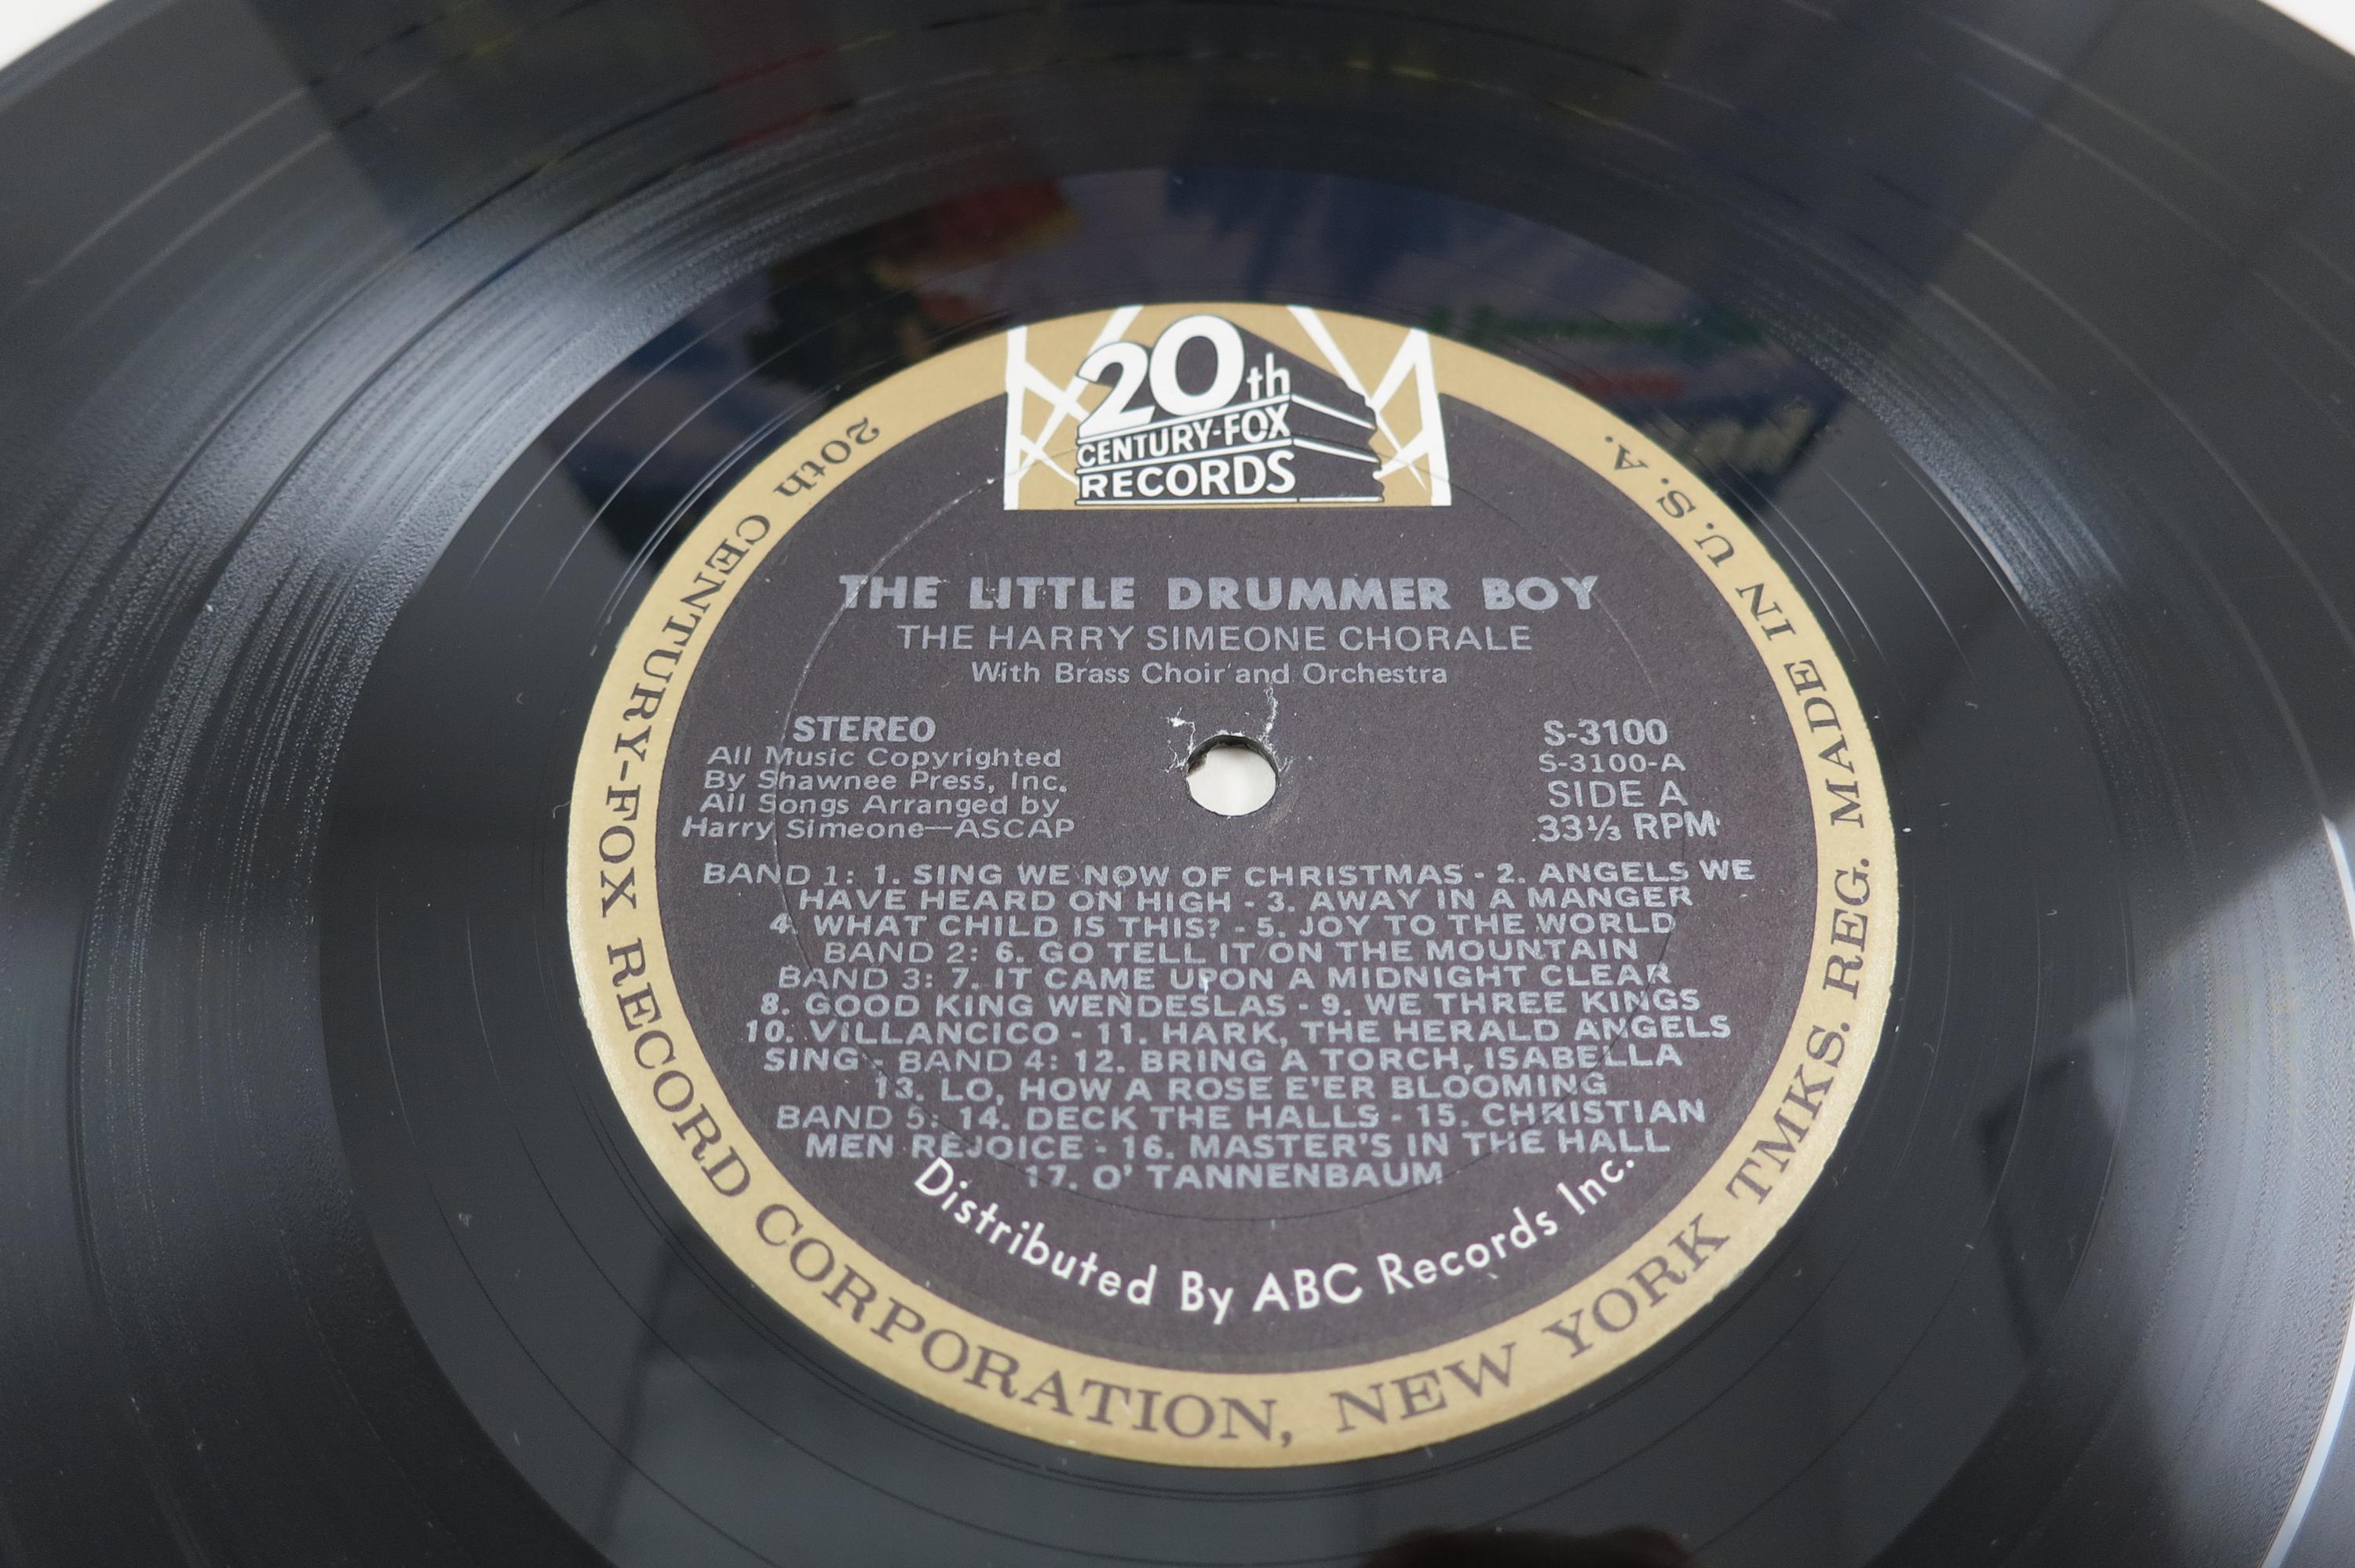 20th
CENTURY-FOX
RECORDS
THE LITTLE DRUMMER BOY
THE HARRY SIMEONE CHORALE
With Brass Choir and Orchestra
STEREO
All Music Copyrighted
By Shawnee Press, Inc.
All Songs Arranged by
Harry Simeone—ASCAP
S-3100
S-3100-A
SIDE A
33⅓ RPM
BAND 1: 1. SING WE NOW OF CHRISTMAS - 2. ANGELS WE
HAVE HEARD ON HIGH - 3. AWAY IN A MANGER
4. WHAT CHILD IS THIS? - 5. JOY TO THE WORLD
BAND 2: 6. GO TELL IT ON THE MOUNTAIN
BAND 3: 7. IT CAME UPON A MIDNIGHT CLEAR
8. GOOD KING WENDESLAS - 9. WE THREE KINGS
10. VILLANCICO - 11. HARK, THE HERALD ANGELS
SING - BAND 4: 12. BRING A TORCH, ISABELLA
13. LO, HOW A ROSE E'ER BLOOMING
BAND 5: 14. DECK THE HALLS - 15. CHRISTIAN
MEN REJOICE - 16. MASTER'S IN THE HALL
17. O' TANNENBAUM
Distributed By ABC Records Inc.
20th CENTURY-FOX RECORD CORPORATION, NEW YORK TMKS. REG. MADE IN U.S.A.